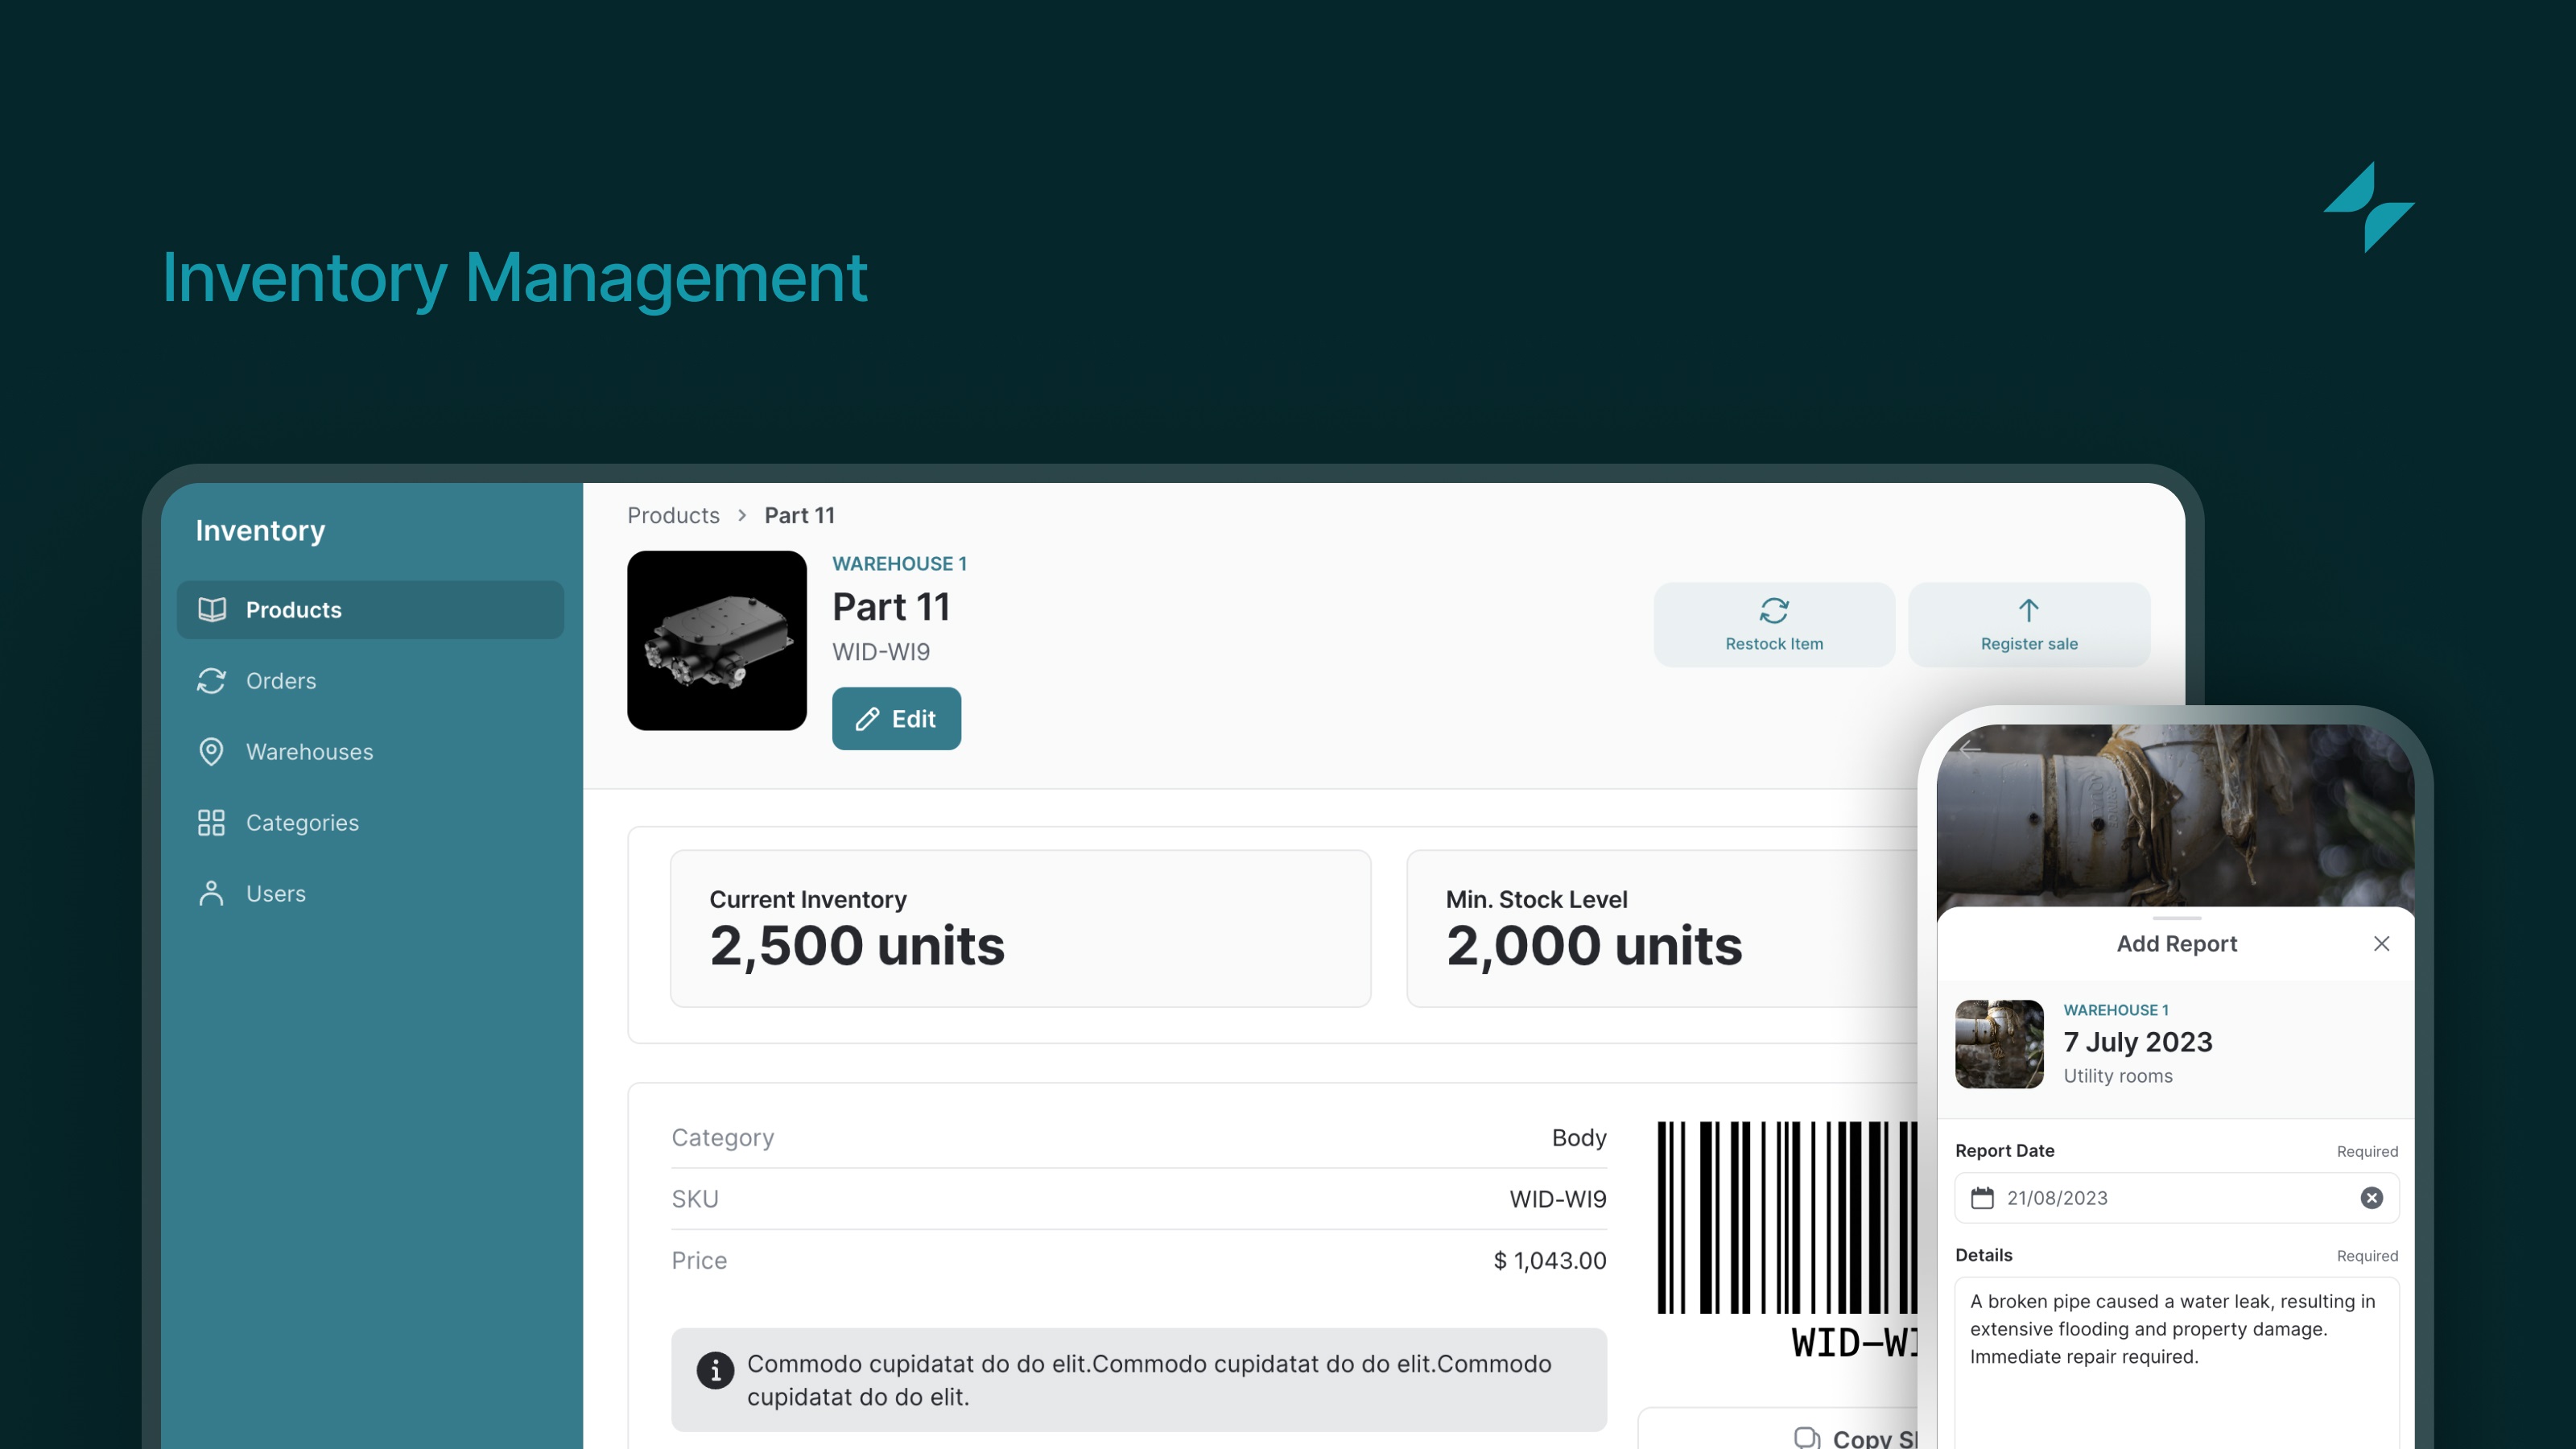 Inventory Management
Inventory
Products
Orders
Warehouses
Categories
Users
Products > Part 11
WAREHOUSE 1
Part 11
WID-WI9
Edit
Restock Item
Register sale
Current Inventory
2,500 units
Min. Stock Level
2,000 units
Category Body
SKU WID-WI9
Price $ 1,043.00
Commodo cupidatat do do elit.Commodo cupidatat do do elit.Commodo
cupidatat do do elit.
Add Report
WAREHOUSE 1
7 July 2023
Utility rooms
Report Date Required
21/08/2023
Details Required
A broken pipe caused a water leak, resulting in
extensive flooding and property damage.
Immediate repair required.
Copy